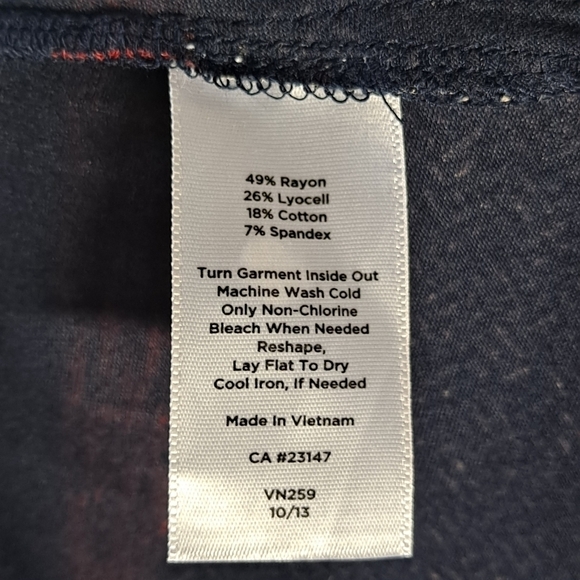 49% Rayon
26% Lyocell
18% Cotton
7% Spandex
Turn Garment Inside Out
Machine Wash Cold
Only Non-Chlorine
Bleach When Needed
Reshape,
Lay Flat To Dry
Cool Iron, If Needed
Made In Vietnam
CA #23147
VN259
10/13